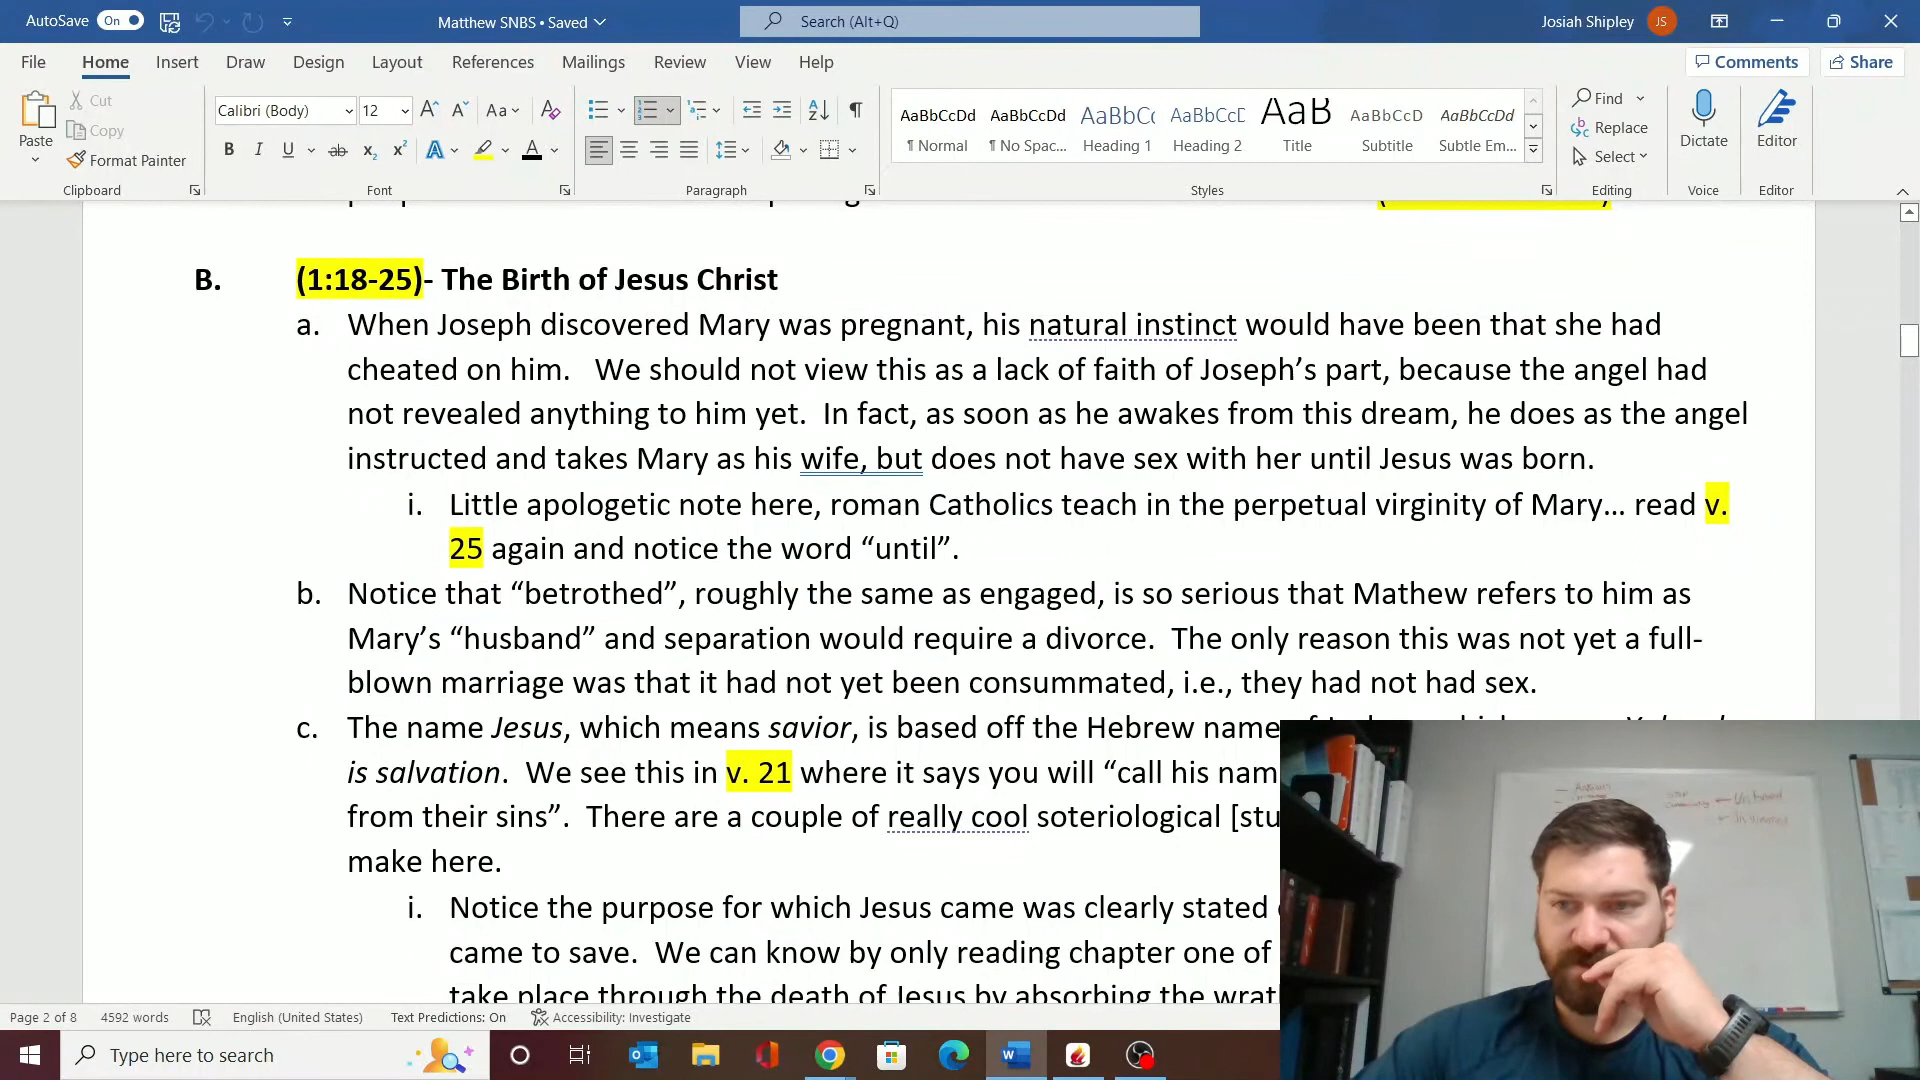 AutoSave On Matthew SNBS • Saved Search (Alt+Q) Josiah Shipley JS
File Home Insert Draw Design Layout References Mailings Review View Help Comments Share
Paste Cut Copy Format Painter Clipboard
Calibri (Body) 12 Aa Font
Paragraph
AaBbCcDd AaBbCcDd AaBbCc AaBbCcD AaB AaBbCcD AaBbCcDd
¶ Normal ¶ No Spac... Heading 1 Heading 2 Title Subtitle Subtle Em...
Styles
Find Replace Select Editing
Dictate Voice
Editor Editor
B. (1:18-25)- The Birth of Jesus Christ
a. When Joseph discovered Mary was pregnant, his natural instinct would have been that she had
cheated on him. We should not view this as a lack of faith of Joseph’s part, because the angel had
not revealed anything to him yet. In fact, as soon as he awakes from this dream, he does as the angel
instructed and takes Mary as his wife, but does not have sex with her until Jesus was born.
i. Little apologetic note here, roman Catholics teach in the perpetual virginity of Mary… read v.
25 again and notice the word “until”.
b. Notice that “betrothed”, roughly the same as engaged, is so serious that Mathew refers to him as
Mary’s “husband” and separation would require a divorce. The only reason this was not yet a full-
blown marriage was that it had not yet been consummated, i.e., they had not had sex.
c. The name Jesus, which means savior, is based off the Hebrew name
is salvation. We see this in v. 21 where it says you will “call his nam
from their sins”. There are a couple of really cool soteriological [stu
make here.
i. Notice the purpose for which Jesus came was clearly stated
came to save. We can know by only reading chapter one of
take place through the death of Jesus by absorbing the wrat
Page 2 of 8 4592 words English (United States) Text Predictions: On Accessibility: Investigate
Type here to search